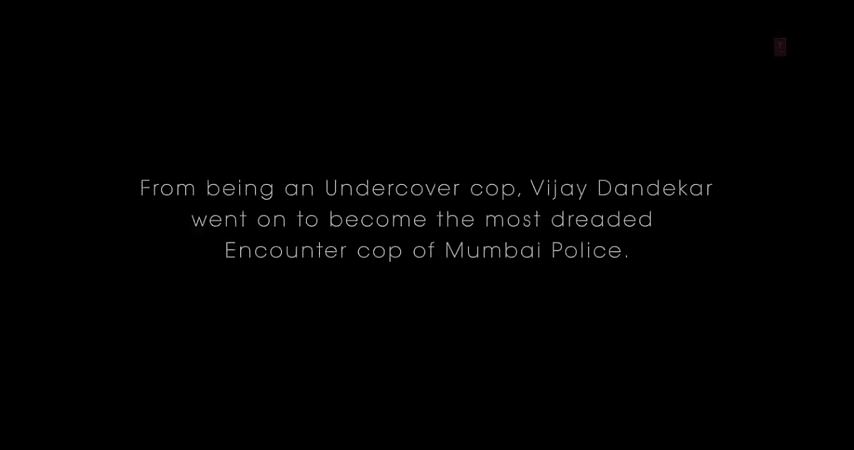 From being an Undercover cop, Vijay Dandekar
went on to become the most dreaded
Encounter cop of Mumbai Police.